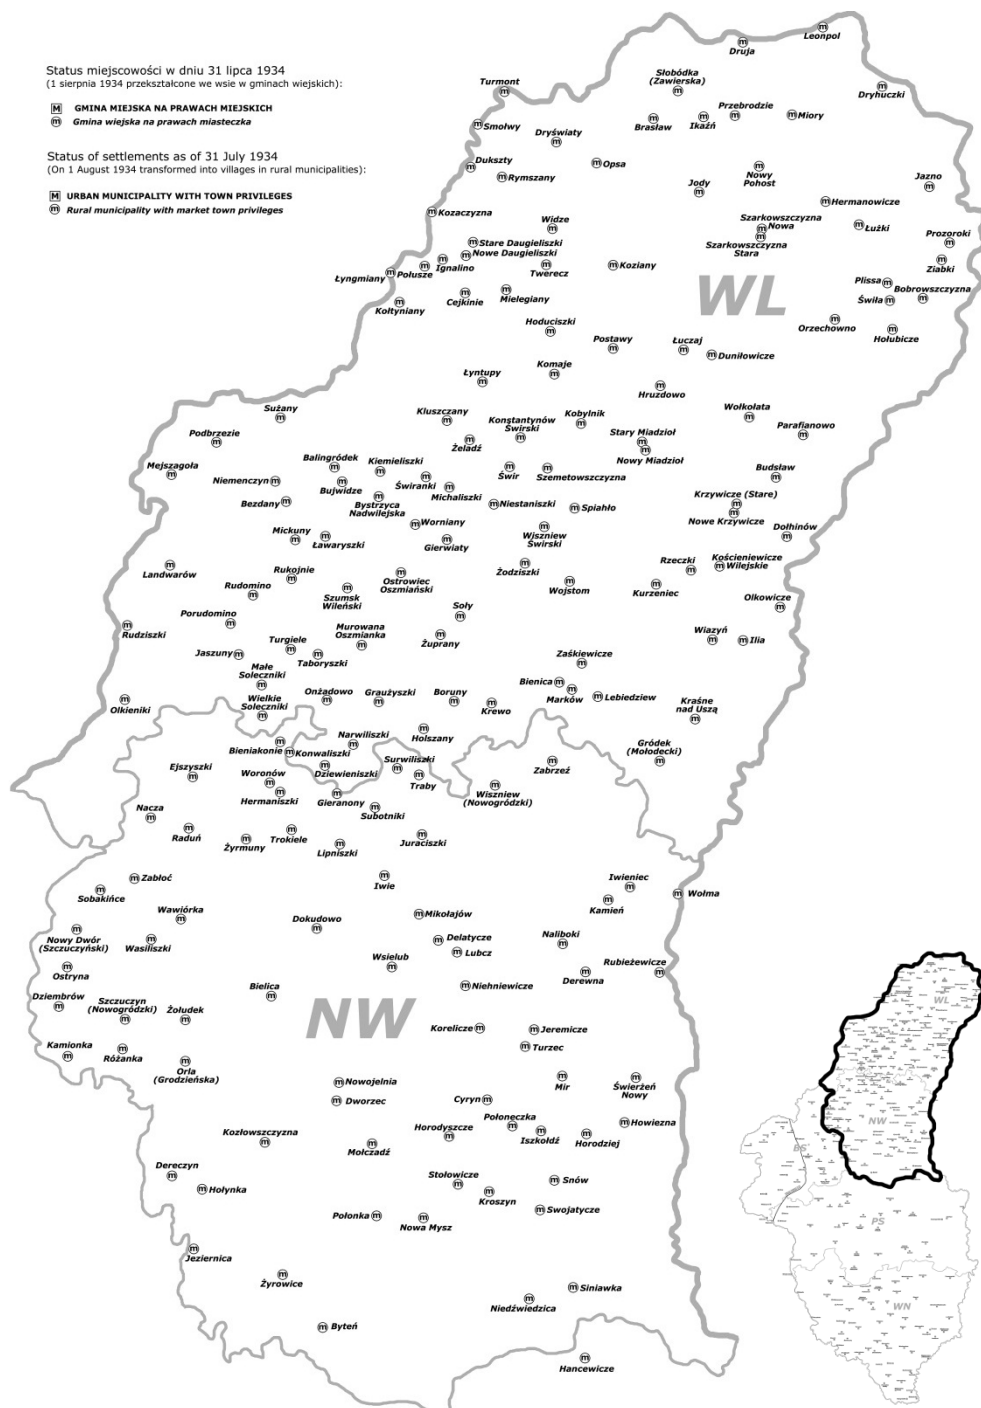 Status miejscowości w dniu 31 lipca 1934
(1 sierpnia 1934 przekształcone we wsie w gminach wiejskich):
M GMINA MIEJSKA NA PRAWACH MIEJSKICH
m Gmina wiejska na prawach miasteczka
Status of settlements as of 31 July 1934
(On 1 August 1934 transformed into villages in rural municipalities):
M URBAN MUNICIPALITY WITH TOWN PRIVILEGES
m Rural municipality with market town privileges
Leonpol
Druja
Słobódka
(Zawierska)
Turmont
Dryhuczki
Przebrodzie
Miory
Brasław
Ikaźń
Smołwy
Dryświaty
Dukszty
Rymszany
Opsa
Nowy
Pohost
Jody
Jazno
Hermanowicze
Kozaczyzna
Widze
Szarkowszczyzna
Nowa
Łużki
Szarkowszczyzna
Stara
Prozoroki
Stare Daugieliszki
Nowe Daugieliszki
Ignalino
Połusze
Łyngmiany
Twerecz
Koziany
Ziabki
WL
Plissa
Bobrowszczyzna
Świła
Kołtyniany
Cejkinie
Mielegiany
Orzechowno
Hołubicze
Hoduciszki
Postawy
Łuczaj
Duniłowicze
Komaje
Łyntupy
Hruzdowo
Sużany
Kluszczany
Konstantynów
Świrski
Kobylnik
Wołkołata
Parafianowo
Podbrzezie
Żeladź
Stary Miadzioł
Nowy Miadzioł
Mejszagoła
Balingródek
Kiemieliszki
Świr
Szemetowszczyzna
Budsław
Niemenczyn
Bujwidze
Świranki
Michaliszki
Krzywicze (Stare)
Bezdany
Bystrzyca
Nadwilejska
Niestaniszki
Spiahło
Nowe Krzywicze
Worniany
Mickuny
Ławaryszki
Gierwiaty
Wiszniew
Świrski
Dołhinów
Landwarów
Rukojnie
Ostrowiec
Oszmiański
Żodziszki
Rzeczki
Kościeniewicze
Wilejskie
Rudomino
Szumsk
Wileński
Wojstom
Kurzeniec
Olkowicze
Porudomino
Soły
Rudziszki
Murowana
Oszmianka
Żuprany
Wiazyń
Ilia
Turgiele
Jaszuny
Taboryszki
Zaśkiewicze
Małe
Soleczniki
Bienica
Marków
Lebiedziew
Olkieniki
Wielkie
Soleczniki
Onżadowo
Graużyszki
Boruny
Krewo
Kraśne
nad Uszą
Holszany
Bieniakonie
Narwiliszki
Konwaliszki
Gródek
(Mołodecki)
Ejszyszki
Dziewieniszki
Surwiliszki
Traby
Zabrzeź
Woronów
Hermaniszki
Gieranony
Wiszniew
(Nowogródzki)
Nacza
Subotniki
Raduń
Żyrmuny
Trokiele
Lipniszki
Juraciszki
Zabłoć
Sobakińce
Iwie
Iwieniec
Wołma
Kamień
Wawiórka
Dokudowo
Mikołajów
Nowy Dwór
(Szczuczyński)
Wasiliszki
Delatycze
Lubcz
Naliboki
Ostryna
Wsielub
Derewna
Rubieżewicze
Dziembrów
Szczuczyn
(Nowogródzki)
Żołudek
Bielica
Niehniewicze
NW
Korelicze
Jeremicze
Turzec
Kamionka
Różanka
Orla
(Grodzieńska)
Nowojelnia
Mir
Świerżeń
Nowy
Dworzec
Cyryn
Połoneczka
Howiezna
Kozłowszczyzna
Horodyszcze
Iszkołdź
Horodziej
Mołczadź
Dereczyn
Hołynka
Stołowicze
Kroszyn
Snów
Połonka
Nowa Mysz
Swojatycze
Jeziernica
Żyrowice
Siniawka
Niedźwiedzica
Byteń
Hancewicze
WL
NW
BS
PS
WN